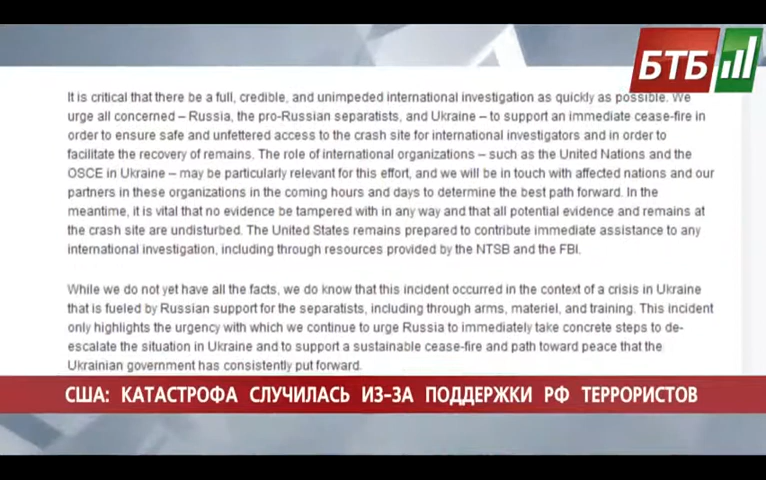 БТБ
It is critical that there be a full, credible, and unimpeded international investigation as quickly as possible. We
urge all concerned – Russia, the pro-Russian separatists, and Ukraine – to support an immediate cease-fire in
order to ensure safe and unfettered access to the crash site for international investigators and in order to
facilitate the recovery of remains. The role of international organizations – such as the United Nations and the
OSCE in Ukraine – may be particularly relevant for this effort, and we will be in touch with affected nations and our
partners in these organizations in the coming hours and days to determine the best path forward. In the
meantime, it is vital that no evidence be tampered with in any way and that all potential evidence and remains at
the crash site are undisturbed. The United States remains prepared to contribute immediate assistance to any
international investigation, including through resources provided by the NTSB and the FBI.
While we do not yet have all the facts, we do know that this incident occurred in the context of a crisis in Ukraine
that is fueled by Russian support for the separatists, including through arms, materiel, and training. This incident
only highlights the urgency with which we continue to urge Russia to immediately take concrete steps to de-
escalate the situation in Ukraine and to support a sustainable cease-fire and path toward peace that the
Ukrainian government has consistently put forward.
США: КАТАСТРОФА СЛУЧИЛАСЬ ИЗ-ЗА ПОДДЕРЖКИ РФ ТЕРРОРИСТОВ